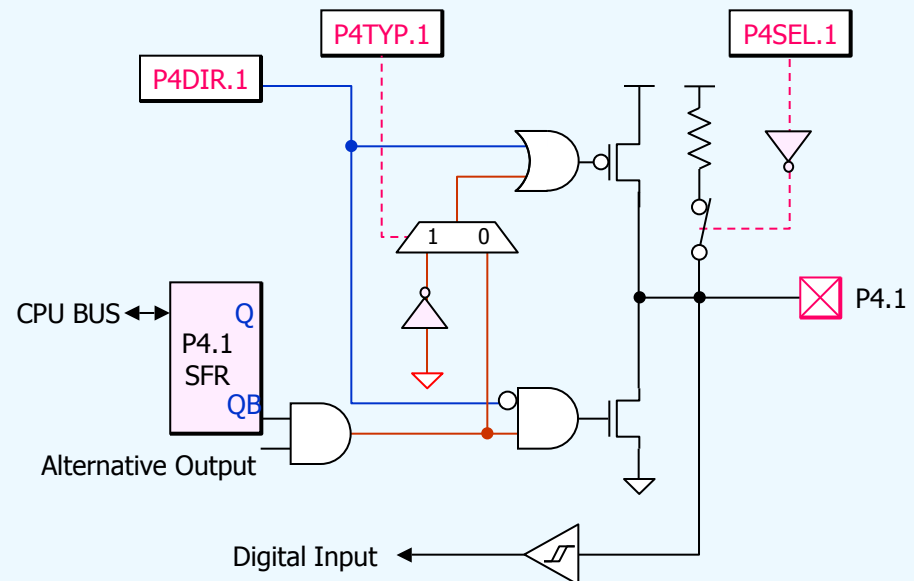 P4TYP.1
P4SEL.1
P4DIR.1
1 0
CPU BUS
Q
P4.1
SFR
QB
P4.1
Alternative Output
Digital Input